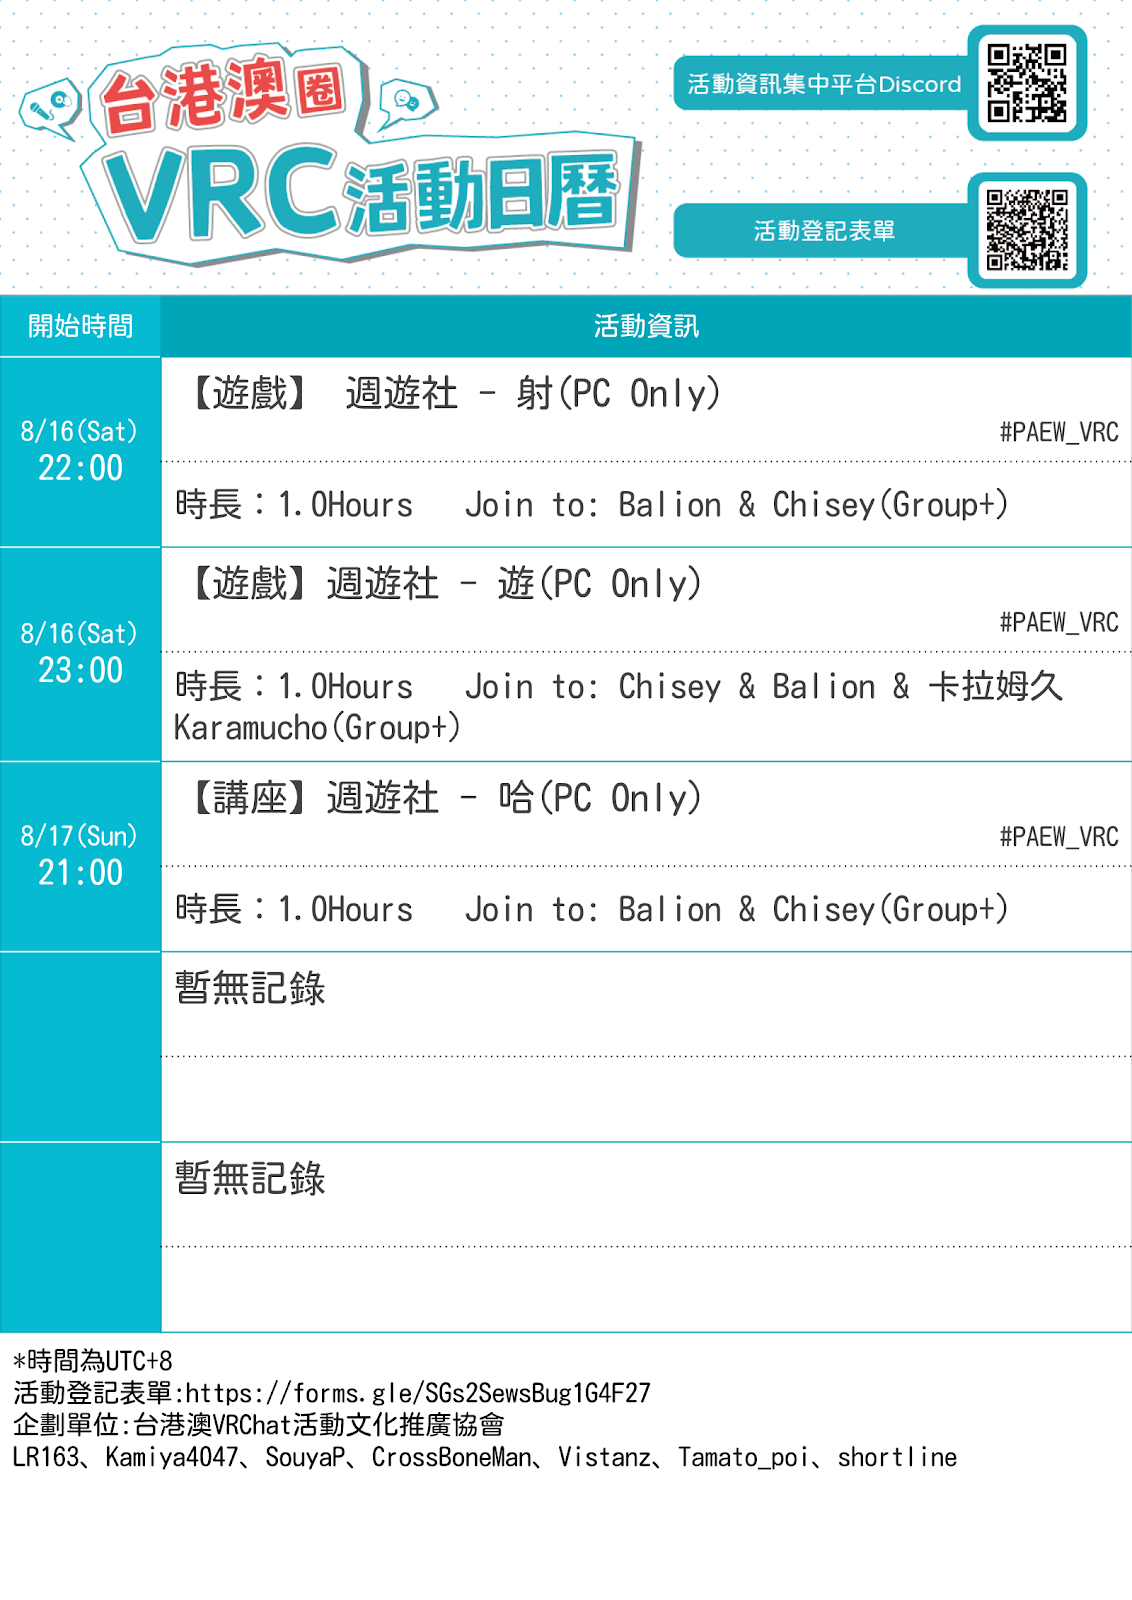 台港澳圈
VRC活動日曆
活動資訊集中平台Discord
活動登記表單
開始時間
活動資訊
8/16(Sat)
22:00
【遊戲】 週遊社 - 射(PC Only)
#PAEW_VRC
時長：1.0Hours Join to: Balion & Chisey(Group+)
8/16(Sat)
23:00
【遊戲】週遊社 - 遊(PC Only)
#PAEW_VRC
時長：1.0Hours Join to: Chisey & Balion & 卡拉姆久
Karamucho(Group+)
8/17(Sun)
21:00
【講座】週遊社 - 哈(PC Only)
#PAEW_VRC
時長：1.0Hours Join to: Balion & Chisey(Group+)
暫無記錄
暫無記錄
*時間為UTC+8
活動登記表單:https://forms.gle/SGs2SewsBug1G4F27
企劃單位:台港澳VRChat活動文化推廣協會
LR163、Kamiya4047、SouyaP、CrossBoneMan、Vistanz、Tamato_poi、shortline